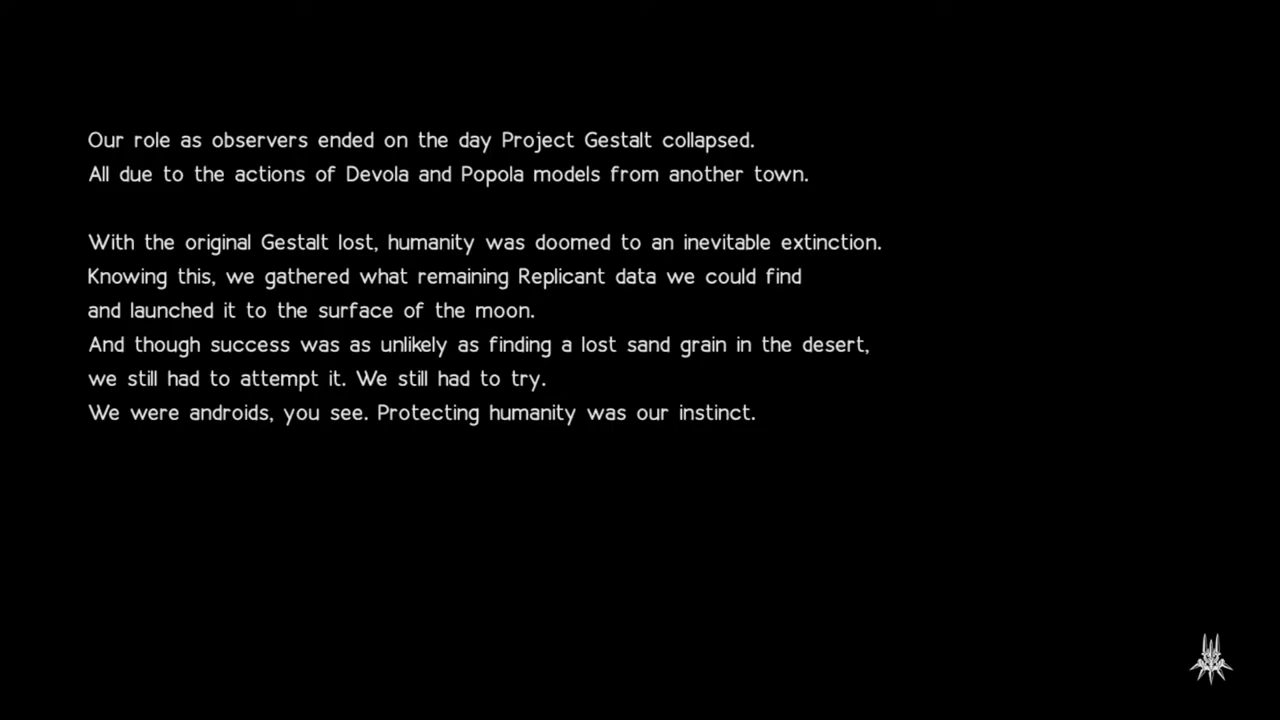 Our role as observers ended on the day Project Gestalt collapsed.
All due to the actions of Devola and Popola models from another town.
With the original Gestalt lost, humanity was doomed to an inevitable extinction.
Knowing this, we gathered what remaining Replicant data we could find
and launched it to the surface of the moon.
And though success was as unlikely as finding a lost sand grain in the desert,
we still had to attempt it. We still had to try.
We were androids, you see. Protecting humanity was our instinct.